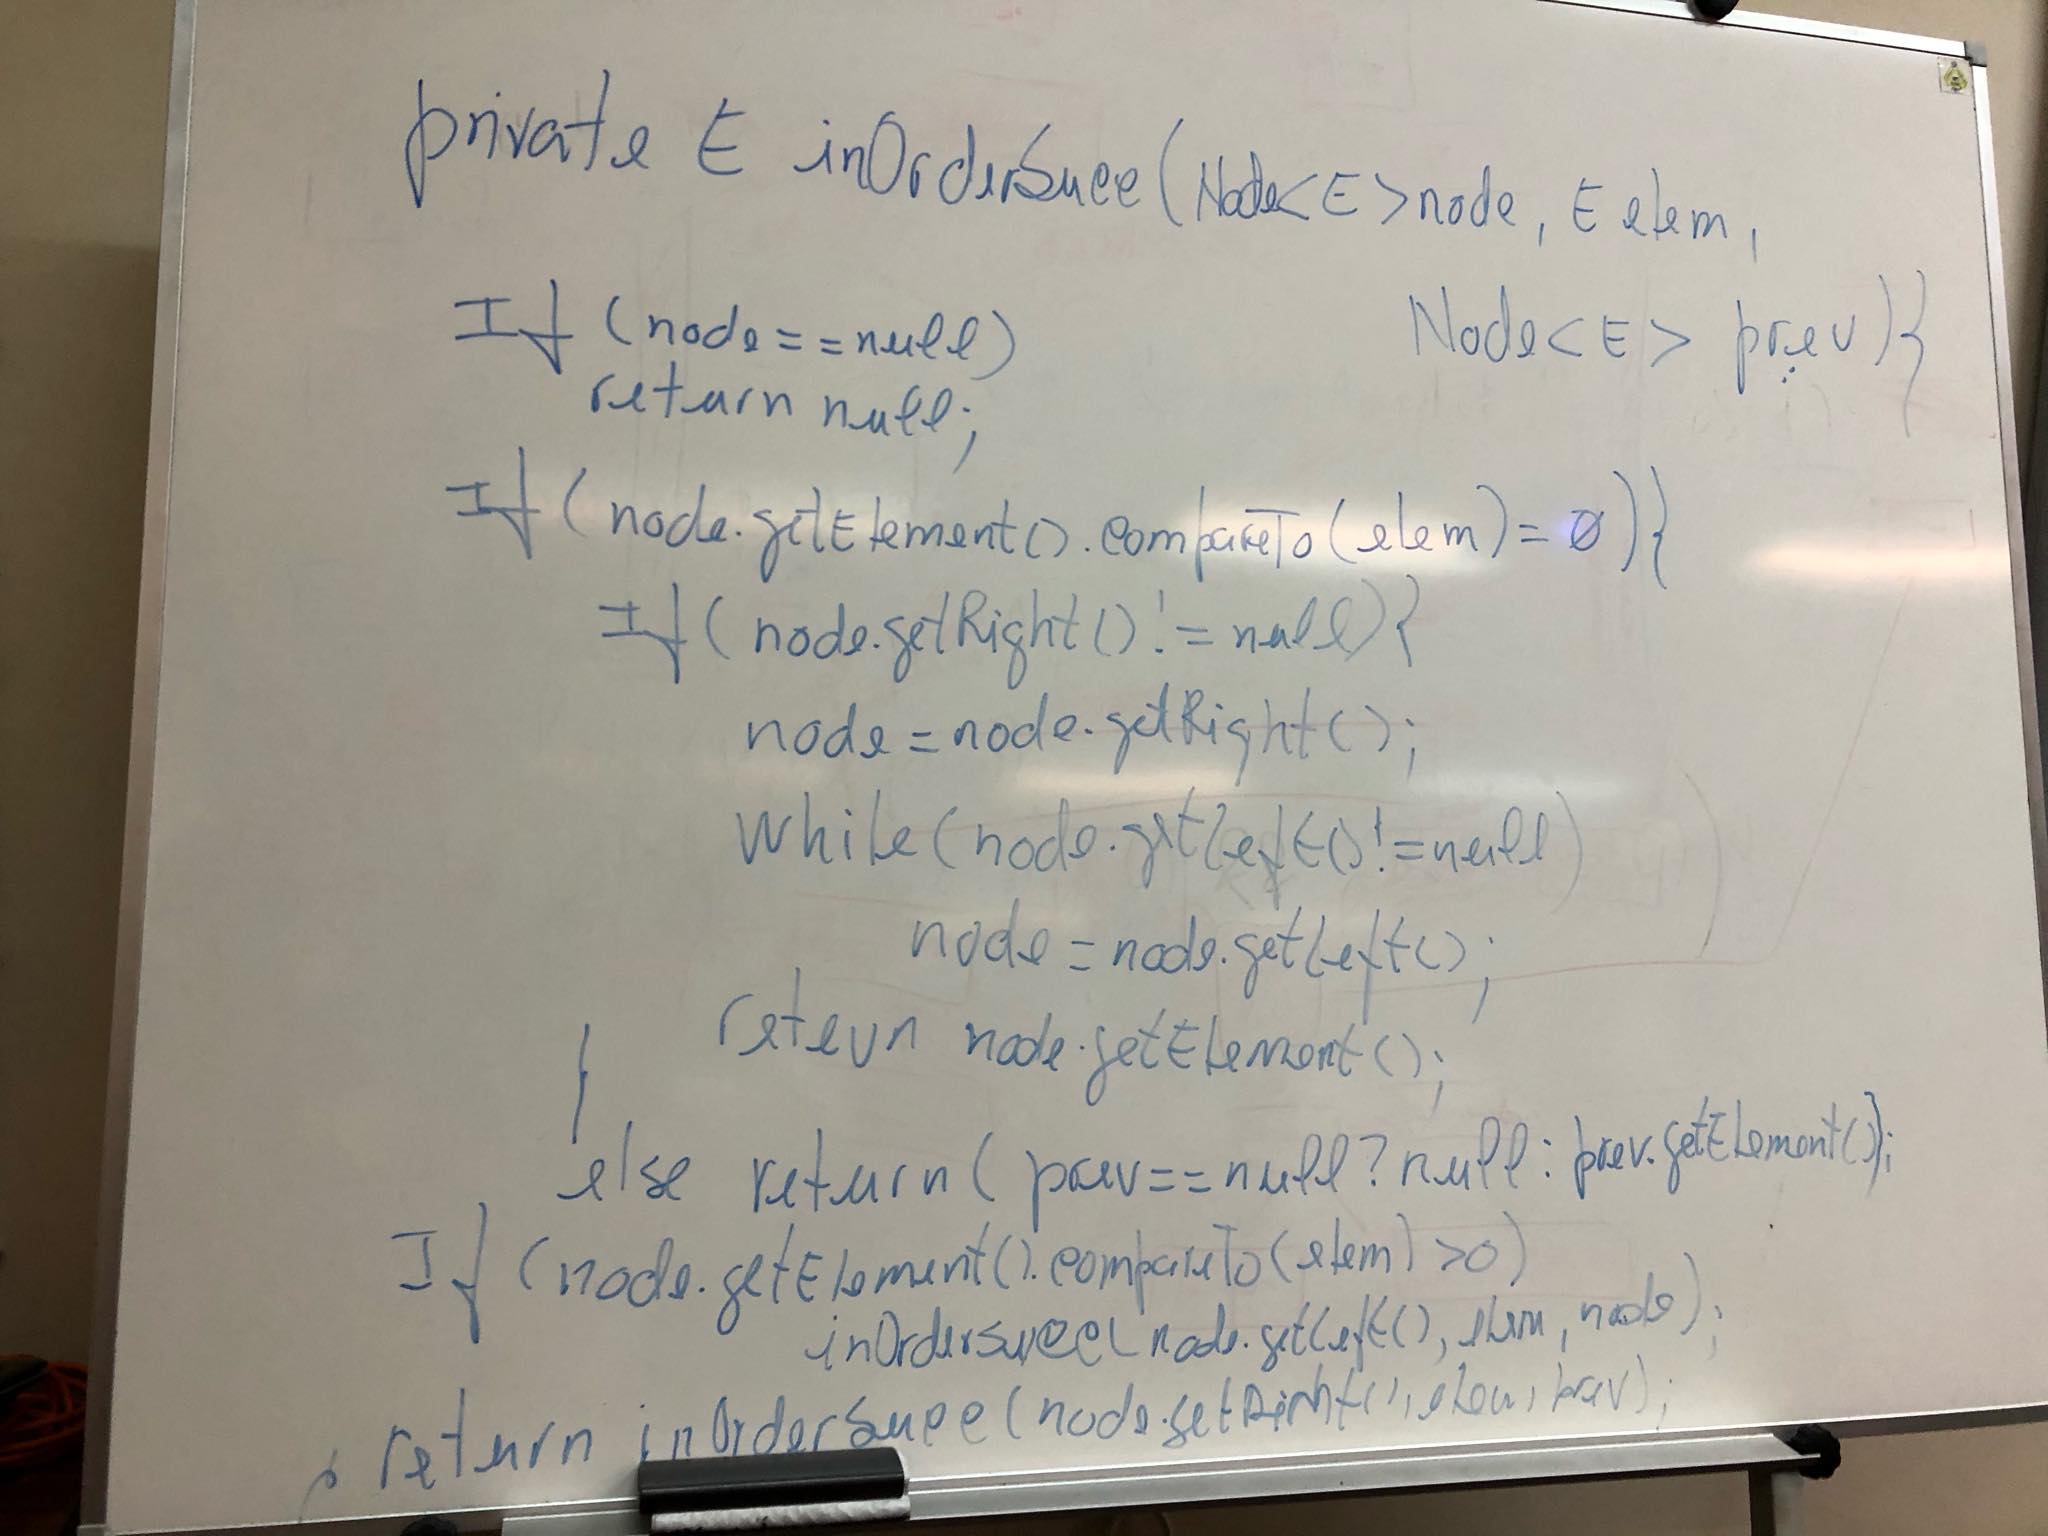 private E inOrderSucc(Node<E>node, E elem,
Node<E> prev){
If (node==null)
return null;
If (node.getElement().compareTo(elem)=0){
If (node.getRight()!=null){
node=node.getRight();
while(node.getLeft()!=null)
node=node.getLeft();
return node.getElement();
}
else return(prev==null?null:prev.getElement());
If (node.getElement().compareTo(elem)>0)
inOrderSucc(node.getLeft(),elem,node);
return inOrderSucc(node.getRight(),elem,prev);